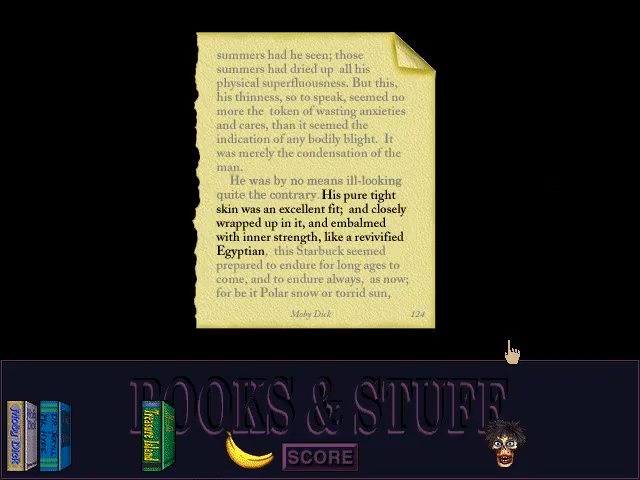 summers had he seen; those
summers had dried up all his
physical superfluousness. But this,
his thinness, so to speak, seemed no
more the token of wasting anxieties
and cares, than it seemed the
indication of any bodily blight. It
was merely the condensation of the
man.
He was by no means ill-looking
quite the contrary. His pure tight
skin was an excellent fit; and closely
wrapped up in it, and embalmed
with inner strength, like a revivified
Egyptian, this Starbuck seemed
prepared to endure for long ages to
come, and to endure always, as now;
for be it Polar snow or torrid sun,
Moby Dick 124
BOOKS & STUFF
Moby Dick
Treasure Island
SCORE